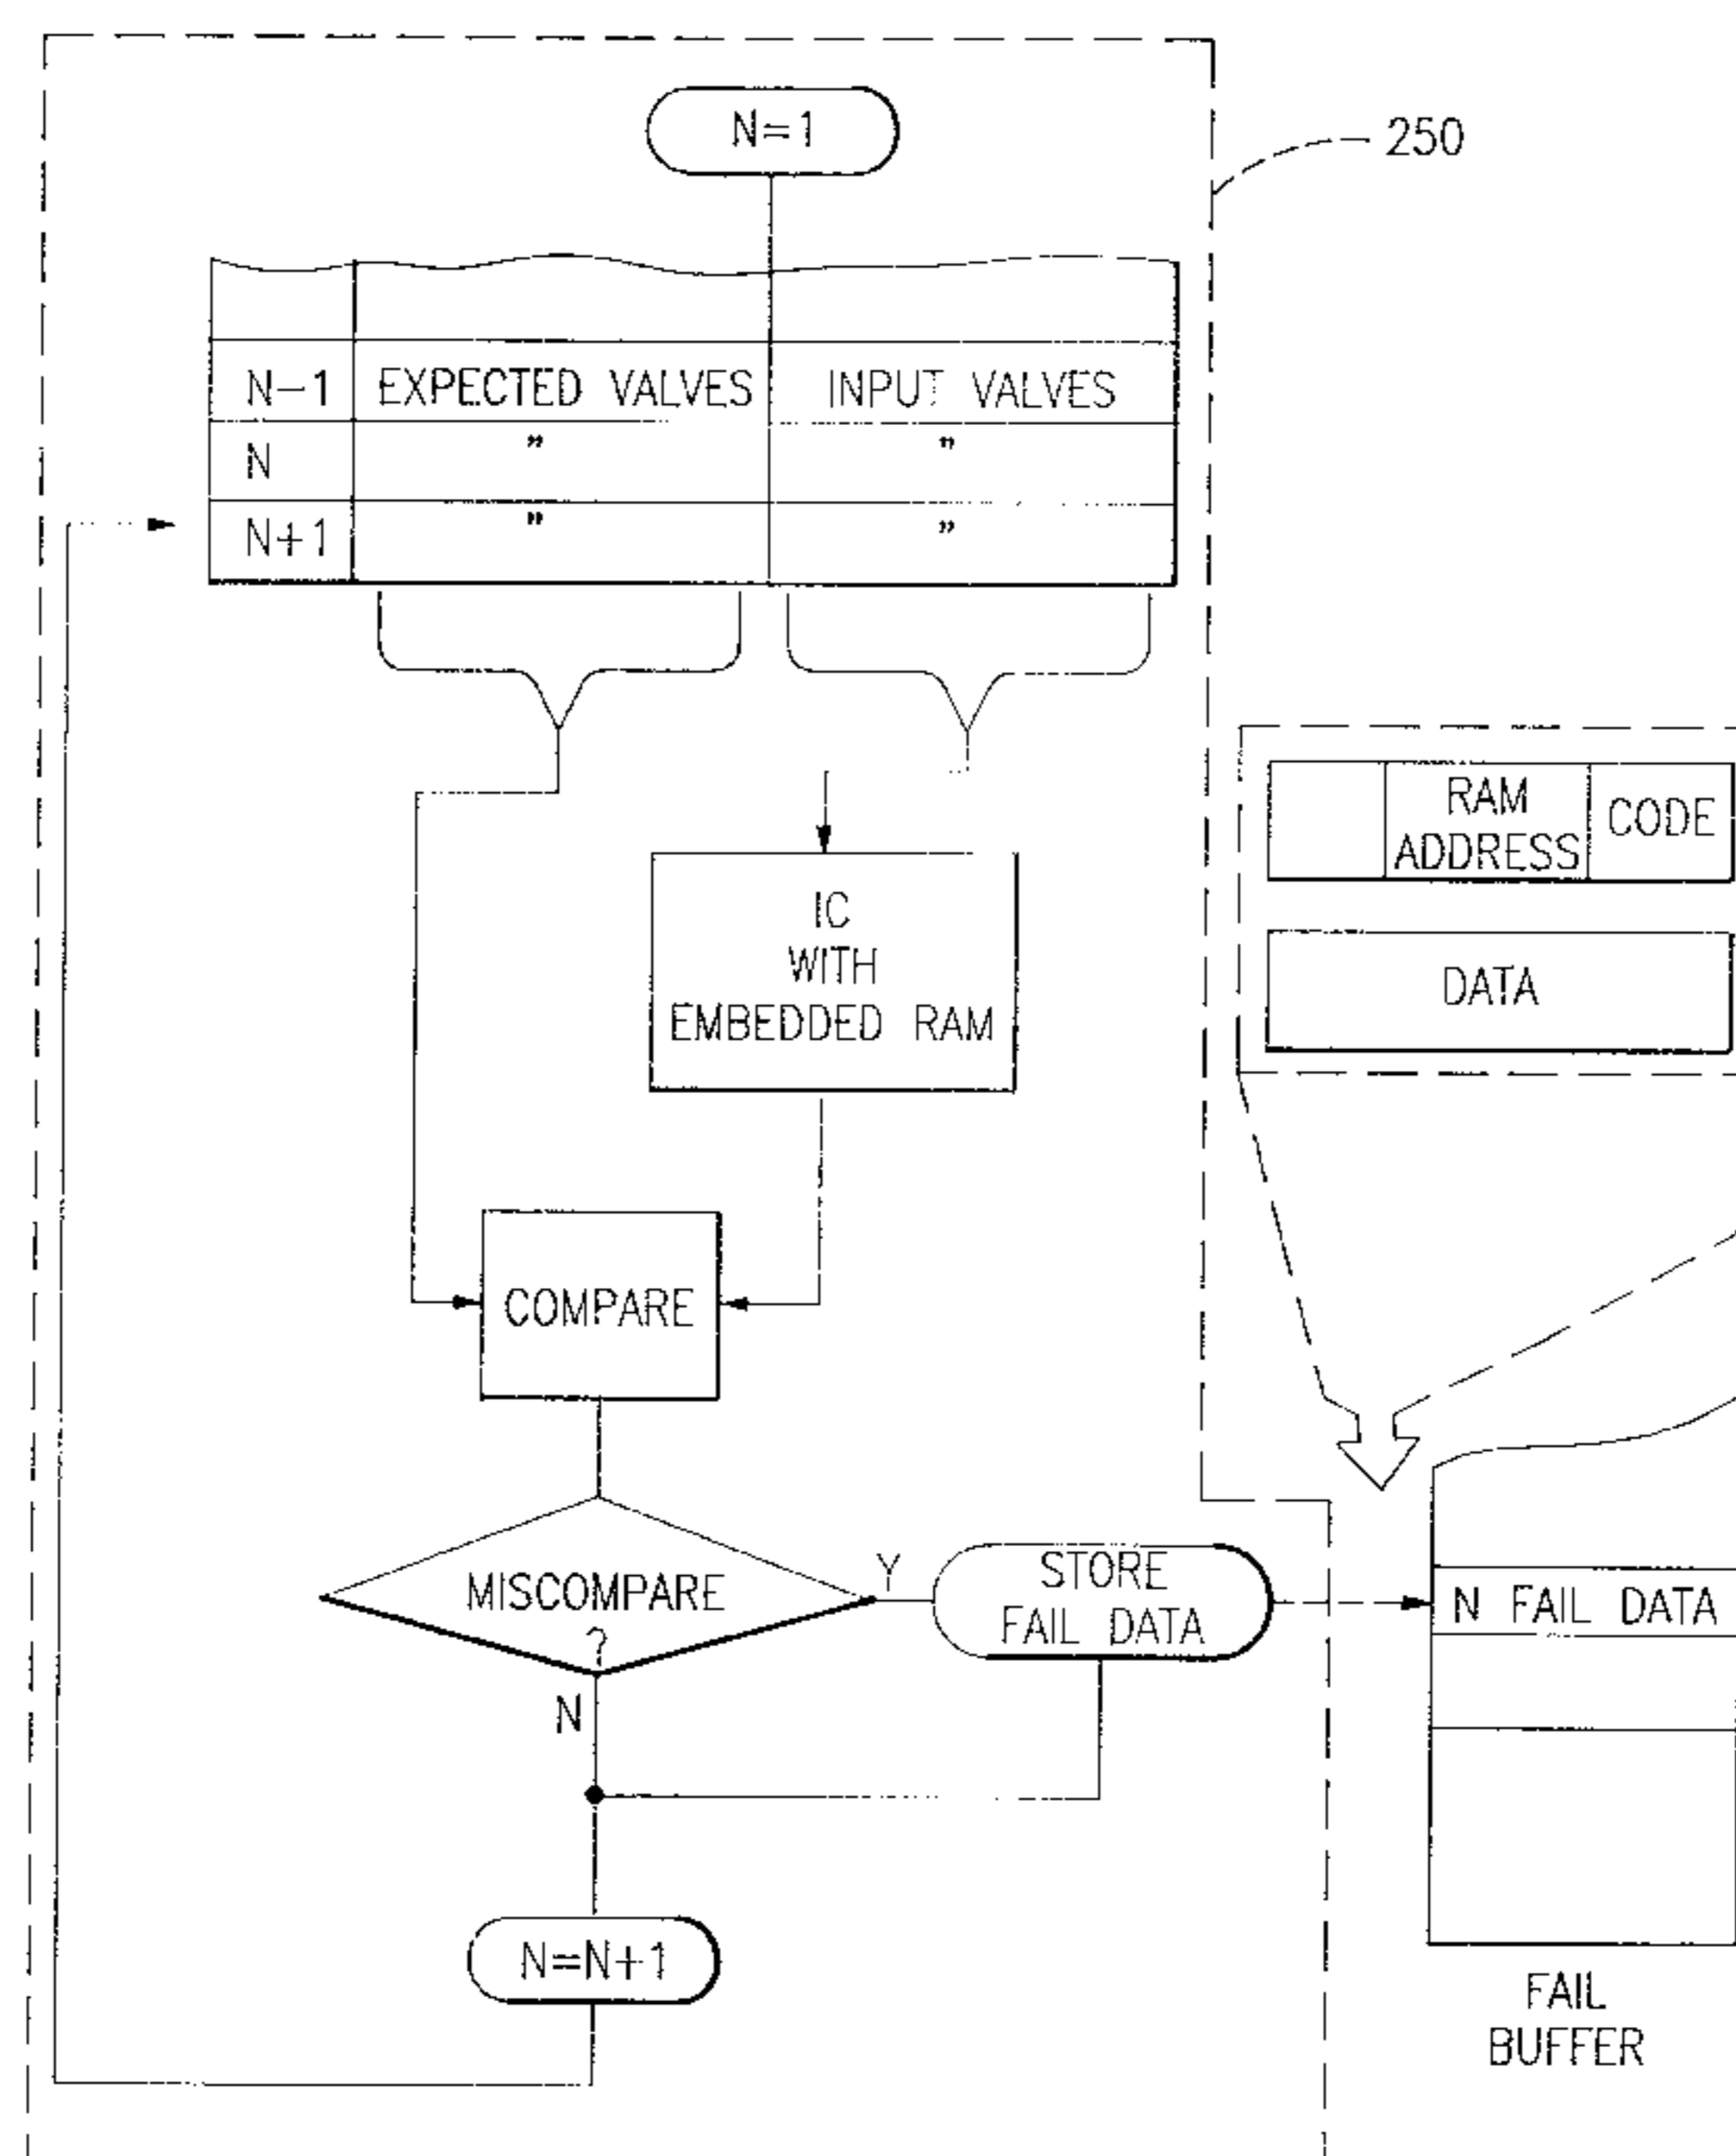 N=1
250
N-1 EXPECTED VALVES INPUT VALVES
N " "
N+1 " "
RAM
ADDRESS
CODE
DATA
IC
WITH
EMBEDDED RAM
COMPARE
MISCOMPARE
?
Y
N
STORE
FAIL DATA
N FAIL DATA
N=N+1
FAIL
BUFFER